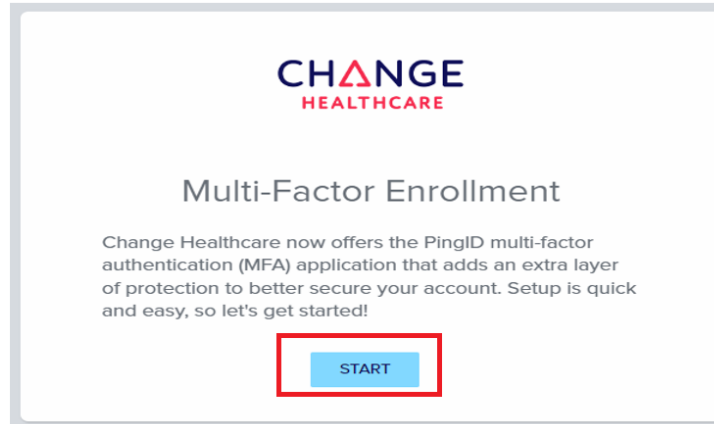 CHANGE
HEALTHCARE
Multi-Factor Enrollment
Change Healthcare now offers the PingID multi-factor
authentication (MFA) application that adds an extra layer
of protection to better secure your account. Setup is quick
and easy, so let's get started!
START